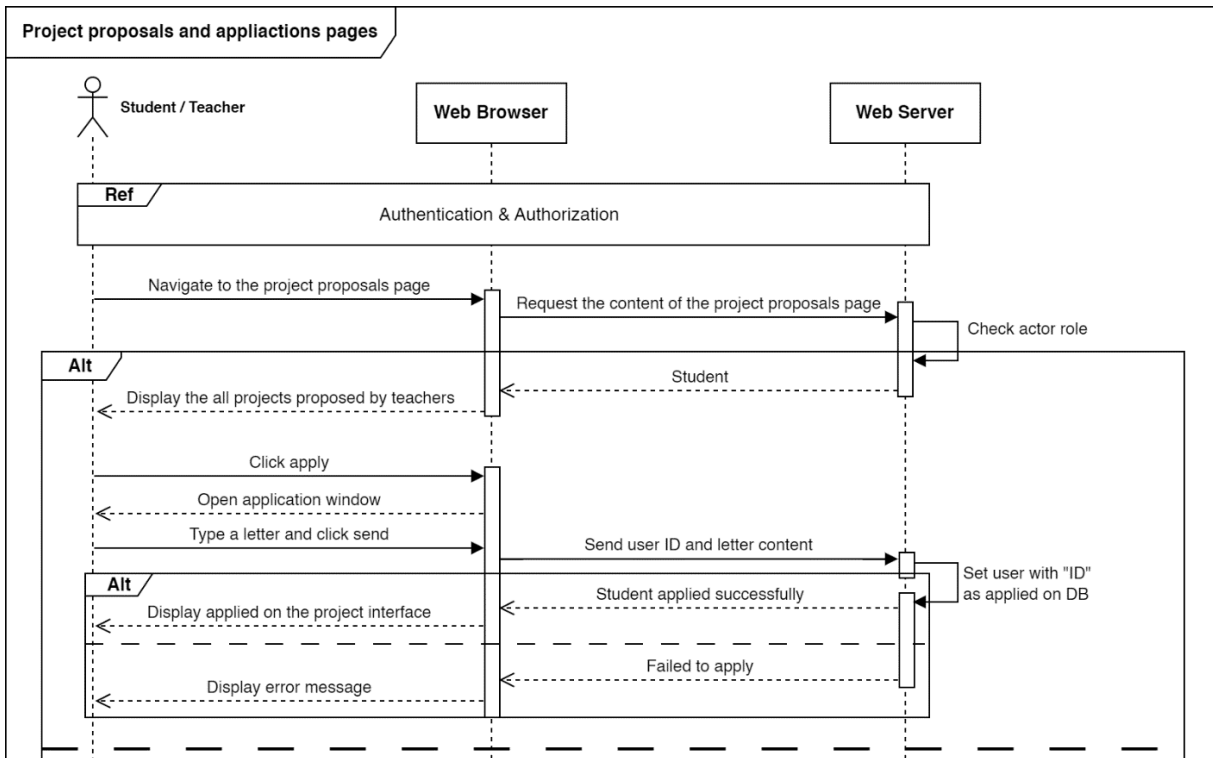 Project proposals and appliactions pages
Student / Teacher
Web Browser
Web Server
Ref
Authentication & Authorization
Navigate to the project proposals page
Request the content of the project proposals page
Check actor role
Alt
Student
Display the all projects proposed by teachers
Click apply
Open application window
Type a letter and click send
Send user ID and letter content
Set user with "ID"
as applied on DB
Alt
Student applied successfully
Display applied on the project interface
Failed to apply
Display error message